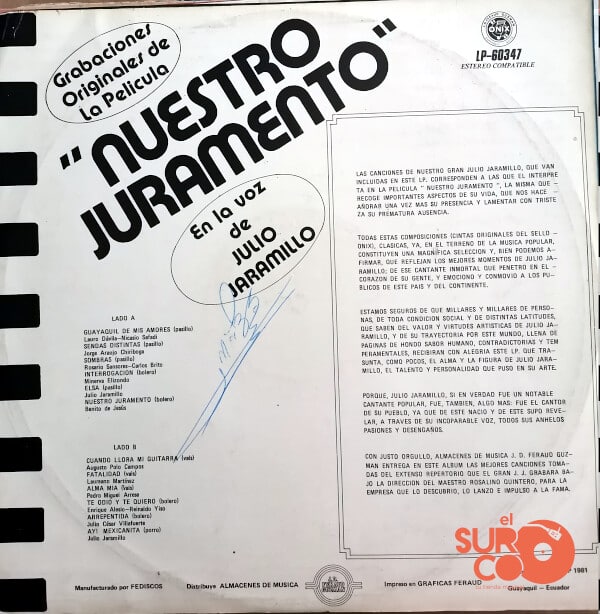 Grabaciones
Originales de
La Película
"NUESTRO
JURAMENTO"
En la voz
de
JULIO
JARAMILLO
ONIX
LP-60347
ESTEREO COMPATIBLE
LAS CANCIONES DE NUESTRO GRAN JULIO JARAMILLO, QUE VAN
INCLUIDAS EN ESTE LP. CORRESPONDEN A LAS QUE EL INTERPRE
TA EN LA PELICULA " NUESTRO JURAMENTO ", LA MISMA QUE –
RECOGE IMPORTANTES ASPECTOS DE SU VIDA, QUE NOS HACE –
AÑORAR UNA VEZ MAS SU PRESENCIA Y LAMENTAR CON TRISTE
ZA SU PREMATURA AUSENCIA.
TODAS ESTAS COMPOSICIONES (CINTAS ORIGINALES DEL SELLO –
ONIX), CLASICAS, YA, EN EL TERRENO DE LA MUSICA POPULAR,
CONSTITUYEN UNA MAGNIFICA SELECCION Y, BIEN PODEMOS A–
FIRMAR, QUE REFLEJAN LOS MEJORES MOMENTOS DE JULIO JA–
RAMILLO; DE ESE CANTANTE INMORTAL QUE PENETRO EN EL –
CORAZON DE SU GENTE, Y EMOCIONO Y CONMOVIO A LOS PU–
BLICOS DE ESTE PAIS Y DEL CONTINENTE.
ESTAMOS SEGUROS DE QUE MILLARES Y MILLARES DE PERSO–
NAS, DE TODA CONDICION SOCIAL Y DE DISTINTAS LATITUDES,
QUE SABEN DEL VALOR Y VIRTUDES ARTISTICAS DE JULIO JA–
RAMILLO, Y DE SU TRAYECTORIA POR ESTE MUNDO, LLENA DE
PAGINAS DE HONDO SABOR HUMANO, CONTRADICTORIAS Y TEM
PERAMENTALES, RECIBIRAN CON ALEGRIA ESTE LP. QUE TRA–
SUNTA, COMO POCOS, EL ALMA Y LA FIGURA DE JULIO JARA–
MILLO, EL TALENTO Y PERSONALIDAD QUE PUSO EN SU ARTE.
PORQUE, JULIO JARAMILLO, SI EN VERDAD FUE UN NOTABLE
CANTANTE POPULAR, FUE, TAMBIEN, ALGO MAS: FUE EL CANTOR
DE SU PUEBLO, YA QUE DE ESTE NACIO Y DE ESTE SUPO REVE–
LAR, A TRAVES DE SU INCOPARABLE VOZ, TODOS SUS ANHELOS
PASIONES Y DESENGAÑOS.
CON JUSTO ORGULLO, ALMACENES DE MUSICA J. D. FERAUD GUZ
MAN ENTREGA EN ESTE ALBUM LAS MEJORES CANCIONES TOMA–
DAS DEL EXTENSO REPERTORIO QUE EL GRAN J. J. GRABARA BA–
JO LA DIRECCION DEL MAESTRO ROSALINO QUINTERO, PARA LA
EMPRESA QUE LO DESCUBRIO, LO LANZO E IMPULSO A LA FAMA.
LADO A
GUAYAQUIL DE MIS AMORES (pasillo)
Lauro Dávila–Nicasio Safadi
SENDAS DISTINTAS (pasillo)
Jorge Araujo Chiriboga
SOMBRAS (pasillo)
Rosario Sansores–Carlos Brito
INTERROGACION (bolero)
Minerva Elizondo
ELSA (pasillo)
Julio Jaramillo
NUESTRO JURAMENTO (bolero)
Benito de Jesús
LADO B
CUANDO LLORA MI GUITARRA (vals)
Augusto Polo Campos
FATALIDAD (vals)
Laureano Martínez
ALMA MIA (vals)
Pedro Miguel Arrese
TE ODIO Y TE QUIERO (bolero)
Enrique Alesio–Reinaldo Yiso
ARREPENTIDA (bolero)
Julio César Villafuerte
AY! MEXICANITA (porro)
Julio Jaramillo
el
SURCO
1981
Manufacturado por FEDISCOS
Distribuye ALMACENES DE MUSICA
J. D. FERAUD GUZMAN
Impreso en GRAFICAS FERAUD
Guayaquil – Ecuador